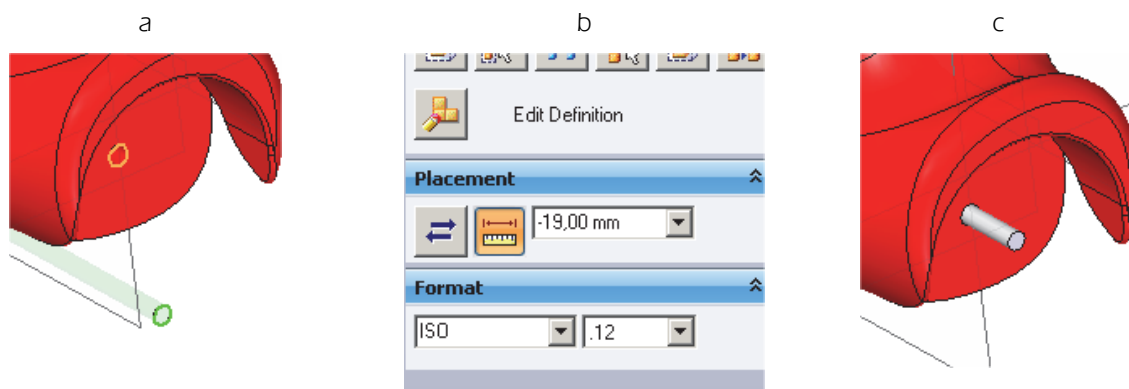 a
b
c
Edit Definition
Placement
-19,00 mm
Format
ISO
.12